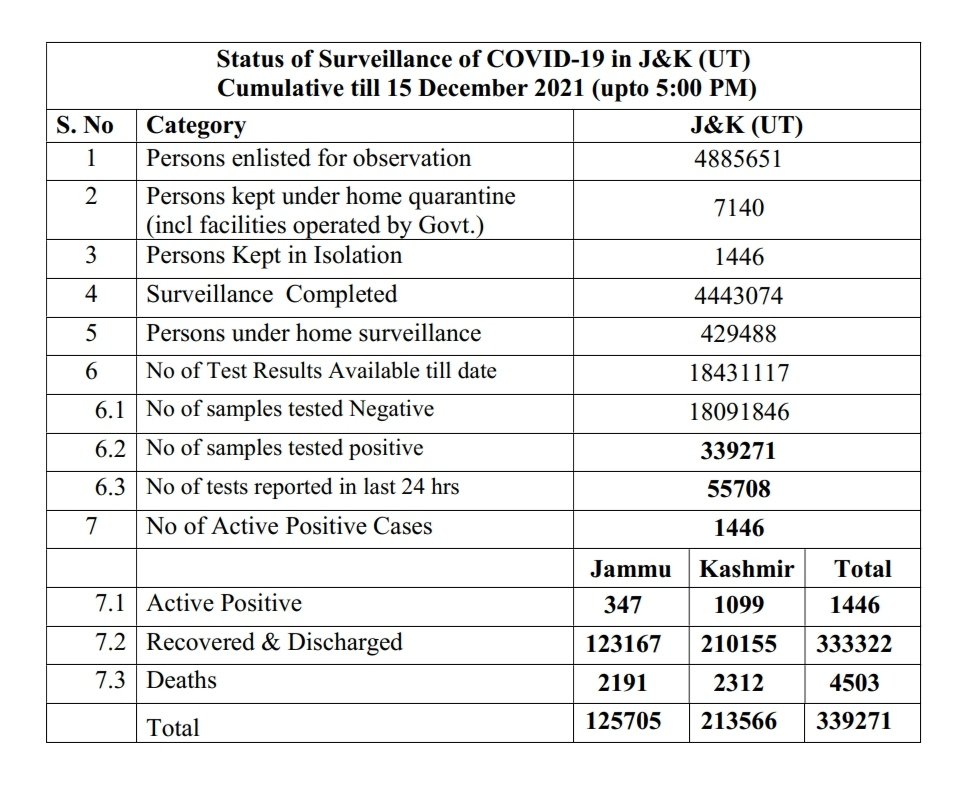 Status of Surveillance of COVID-19 in J&K (UT)
Cumulative till 15 December 2021 (upto 5:00 PM)
S. No Category J&K (UT)
1 Persons enlisted for observation 4885651
2 Persons kept under home quarantine
(incl facilities operated by Govt.) 7140
3 Persons Kept in Isolation 1446
4 Surveillance Completed 4443074
5 Persons under home surveillance 429488
6 No of Test Results Available till date 18431117
6.1 No of samples tested Negative 18091846
6.2 No of samples tested positive 339271
6.3 No of tests reported in last 24 hrs 55708
7 No of Active Positive Cases 1446
Jammu Kashmir Total
7.1 Active Positive 347 1099 1446
7.2 Recovered & Discharged 123167 210155 333322
7.3 Deaths 2191 2312 4503
Total 125705 213566 339271